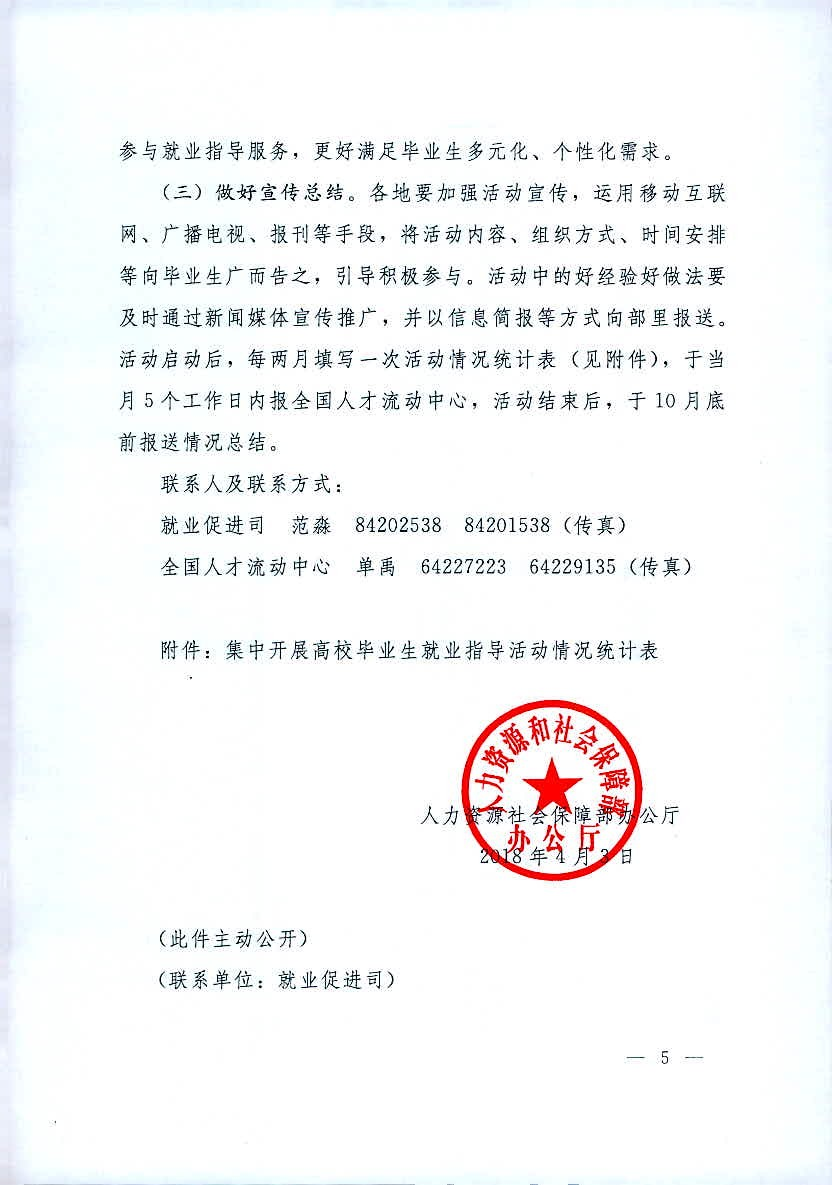 参与就业指导服务，更好满足毕业生多元化、个性化需求。
（三）做好宣传总结。各地要加强活动宣传，运用移动互联
网、广播电视、报刊等手段，将活动内容、组织方式、时间安排
等向毕业生广而告之，引导积极参与。活动中的好经验好做法要
及时通过新闻媒体宣传推广，并以信息简报等方式向部里报送。
活动启动后，每两月填写一次活动情况统计表（见附件），于当
月5个工作日内报全国人才流动中心，活动结束后，于10月底
前报送情况总结。
联系人及联系方式：
就业促进司 范淼 84202538 84201538（传真）
全国人才流动中心 单禹 64227223 64229135（传真）
附件：集中开展高校毕业生就业指导活动情况统计表
人力资源和社会保障部
办公厅
人力资源社会保障部办公厅
2018年4月3日
（此件主动公开）
（联系单位：就业促进司）
— 5 —